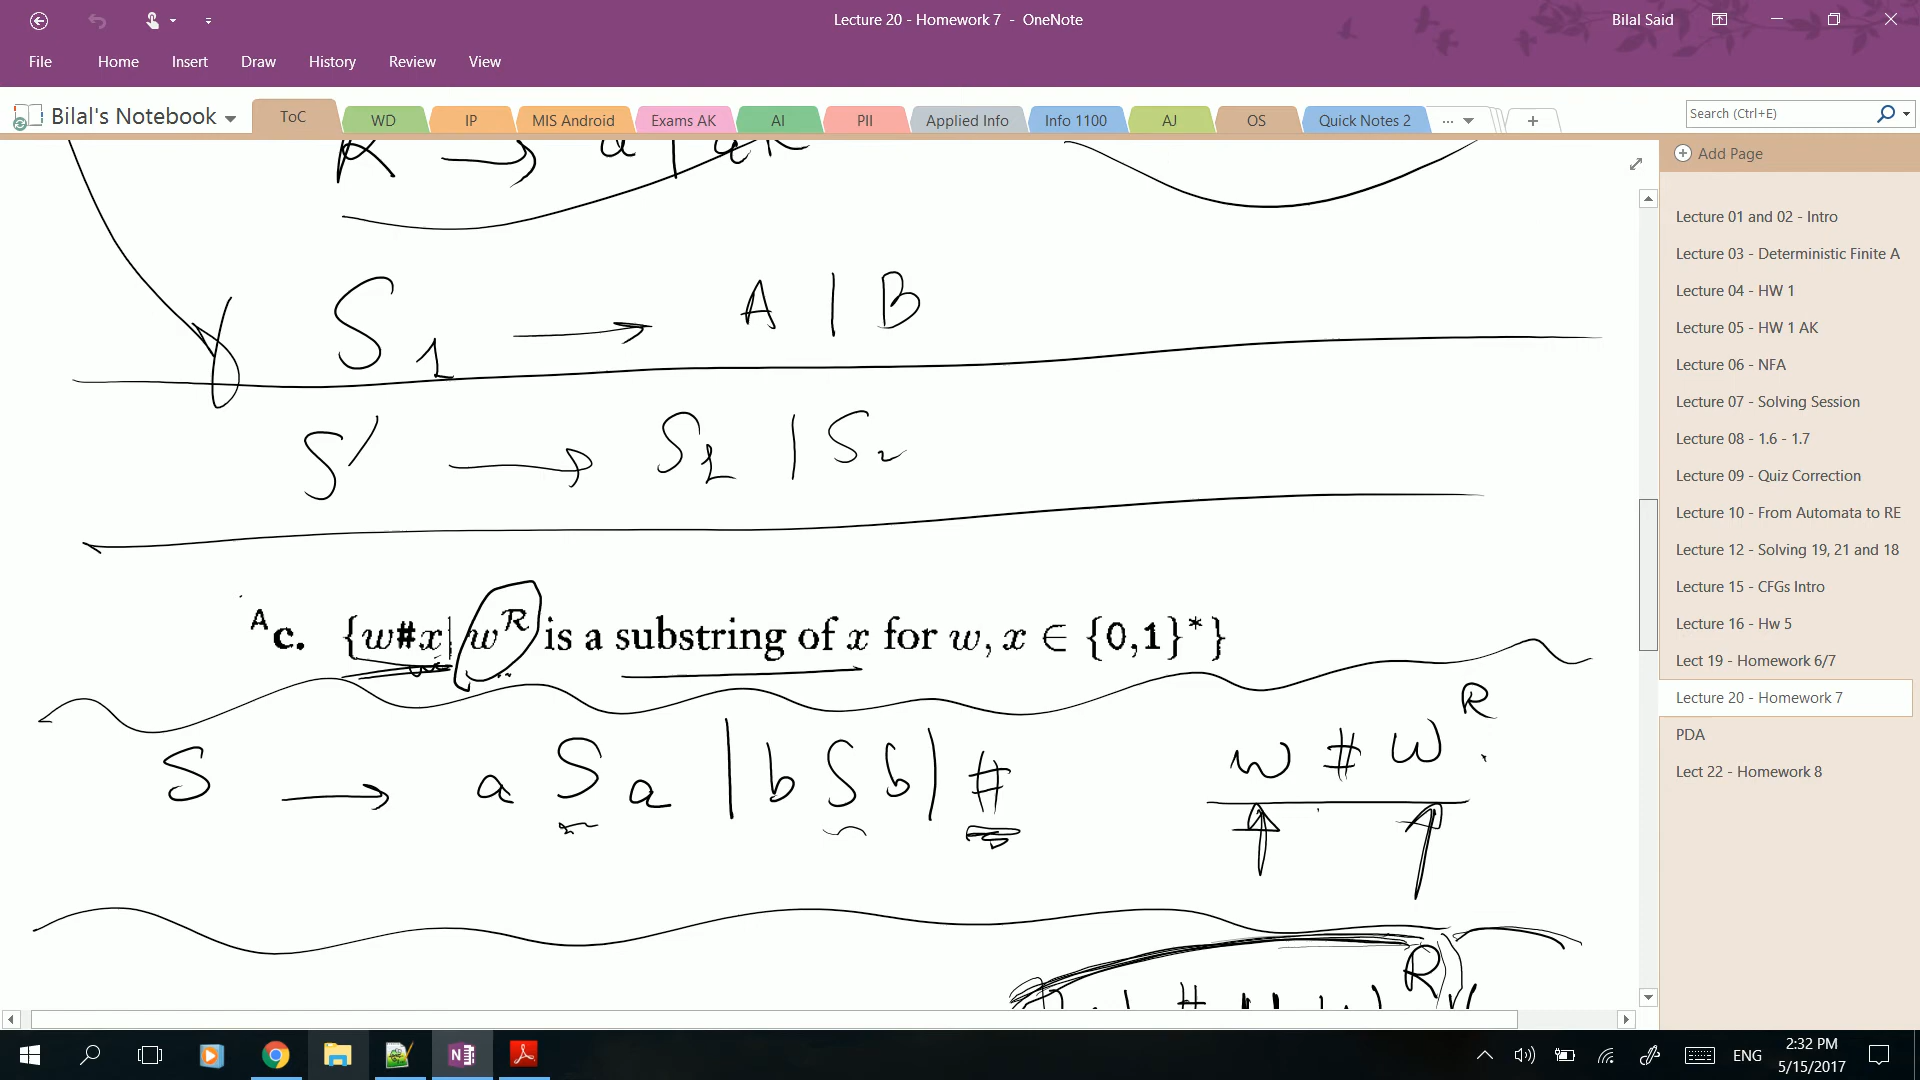 Lecture 20 - Homework 7 - OneNote
Bilal Said
File Home Insert Draw History Review View
Bilal's Notebook
ToC WD IP MIS Android Exams AK AI PII Applied Info Info 1100 AJ OS Quick Notes 2 ... +
Search (Ctrl+E)
Add Page
Lecture 01 and 02 - Intro
Lecture 03 - Deterministic Finite A
Lecture 04 - HW 1
Lecture 05 - HW 1 AK
Lecture 06 - NFA
Lecture 07 - Solving Session
Lecture 08 - 1.6 - 1.7
Lecture 09 - Quiz Correction
Lecture 10 - From Automata to RE
Lecture 12 - Solving 19, 21 and 18
Lecture 15 - CFGs Intro
Lecture 16 - Hw 5
Lect 19 - Homework 6/7
Lecture 20 - Homework 7
PDA
Lect 22 - Homework 8
R → a | aR
S₁ → A | B
S' → S₁ | S₂
ᴬc. {w#x| wᴿ is a substring of x for w, x ∈ {0,1}*}
S → a S a | b S b | #
w # wᴿ
ENG
2:32 PM
5/15/2017